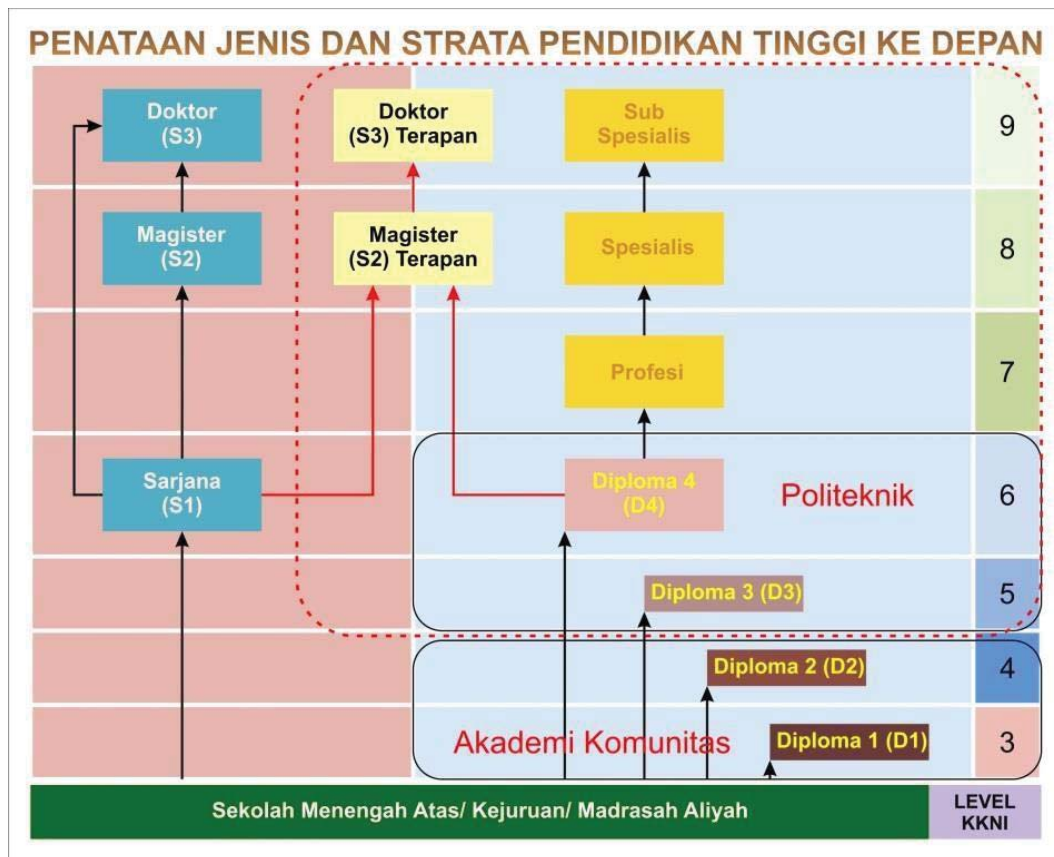 PENATAAN JENIS DAN STRATA PENDIDIKAN TINGGI KE DEPAN
Doktor
(S3)
Doktor
(S3) Terapan
Sub
Spesialis
9
Magister
(S2)
Magister
(S2) Terapan
Spesialis
8
Profesi
7
Sarjana
(S1)
Diploma 4
(D4)
Politeknik
6
Diploma 3 (D3)
5
Diploma 2 (D2)
4
Akademi Komunitas
Diploma 1 (D1)
3
Sekolah Menengah Atas/ Kejuruan/ Madrasah Aliyah
LEVEL
KKNI